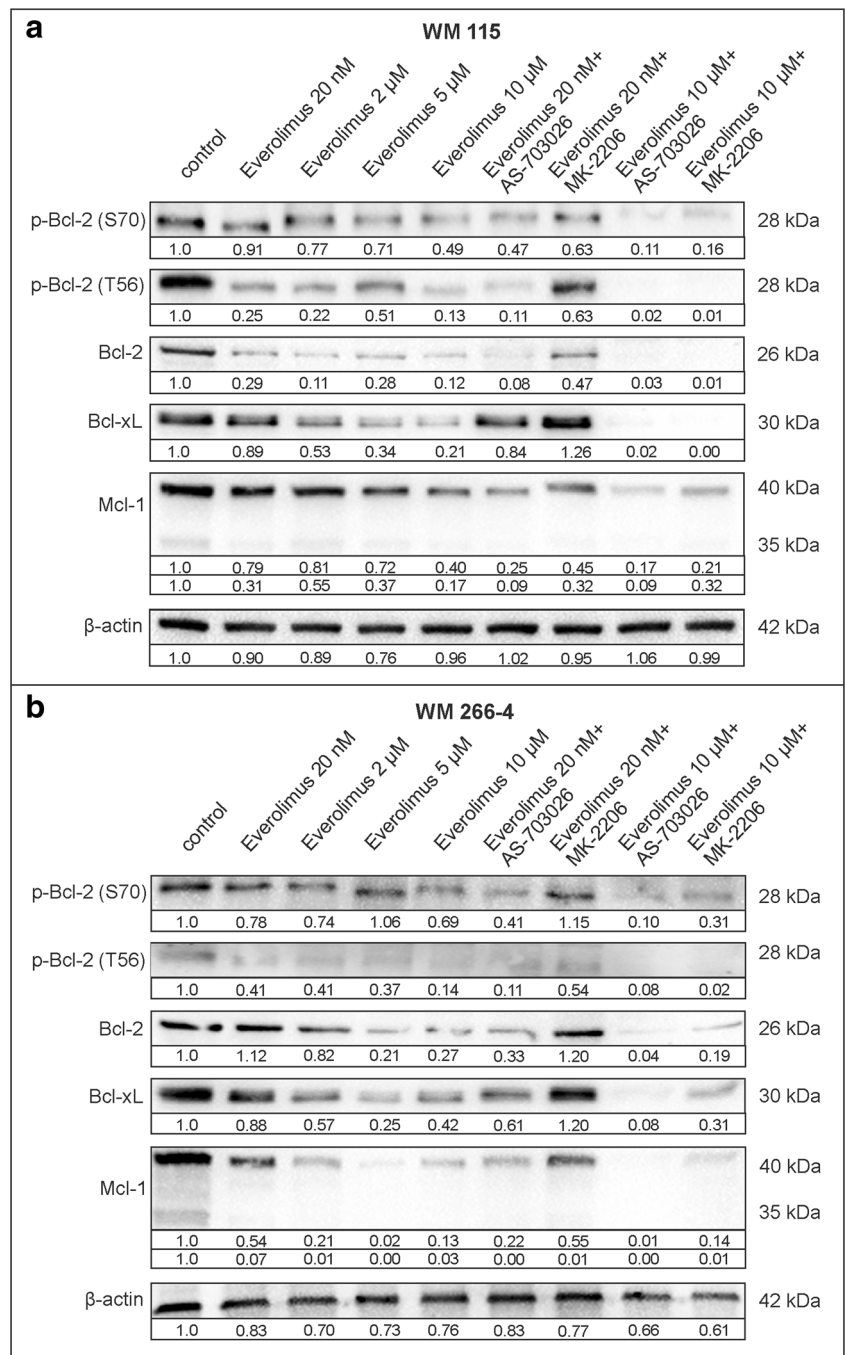 a
WM 115
control
Everolimus 20 nM
Everolimus 2 µM
Everolimus 5 µM
Everolimus 10 µM
Everolimus 20 nM+
AS-703026
Everolimus 20 nM+
MK-2206
Everolimus 10 µM+
AS-703026
Everolimus 10 µM+
MK-2206
p-Bcl-2 (S70) 28 kDa
1.0 0.91 0.77 0.71 0.49 0.47 0.63 0.11 0.16
p-Bcl-2 (T56) 28 kDa
1.0 0.25 0.22 0.51 0.13 0.11 0.63 0.02 0.01
Bcl-2 26 kDa
1.0 0.29 0.11 0.28 0.12 0.08 0.47 0.03 0.01
Bcl-xL 30 kDa
1.0 0.89 0.53 0.34 0.21 0.84 1.26 0.02 0.00
Mcl-1 40 kDa
35 kDa
1.0 0.79 0.81 0.72 0.40 0.25 0.45 0.17 0.21
1.0 0.31 0.55 0.37 0.17 0.09 0.32 0.09 0.32
β-actin 42 kDa
1.0 0.90 0.89 0.76 0.96 1.02 0.95 1.06 0.99
b
WM 266-4
control
Everolimus 20 nM
Everolimus 2 µM
Everolimus 5 µM
Everolimus 10 µM
Everolimus 20 nM+
AS-703026
Everolimus 20 nM+
MK-2206
Everolimus 10 µM+
AS-703026
Everolimus 10 µM+
MK-2206
p-Bcl-2 (S70) 28 kDa
1.0 0.78 0.74 1.06 0.69 0.41 1.15 0.10 0.31
p-Bcl-2 (T56) 28 kDa
1.0 0.41 0.41 0.37 0.14 0.11 0.54 0.08 0.02
Bcl-2 26 kDa
1.0 1.12 0.82 0.21 0.27 0.33 1.20 0.04 0.19
Bcl-xL 30 kDa
1.0 0.88 0.57 0.25 0.42 0.61 1.20 0.08 0.31
Mcl-1 40 kDa
35 kDa
1.0 0.54 0.21 0.02 0.13 0.22 0.55 0.01 0.14
1.0 0.07 0.01 0.00 0.03 0.00 0.01 0.00 0.01
β-actin 42 kDa
1.0 0.83 0.70 0.73 0.76 0.83 0.77 0.66 0.61